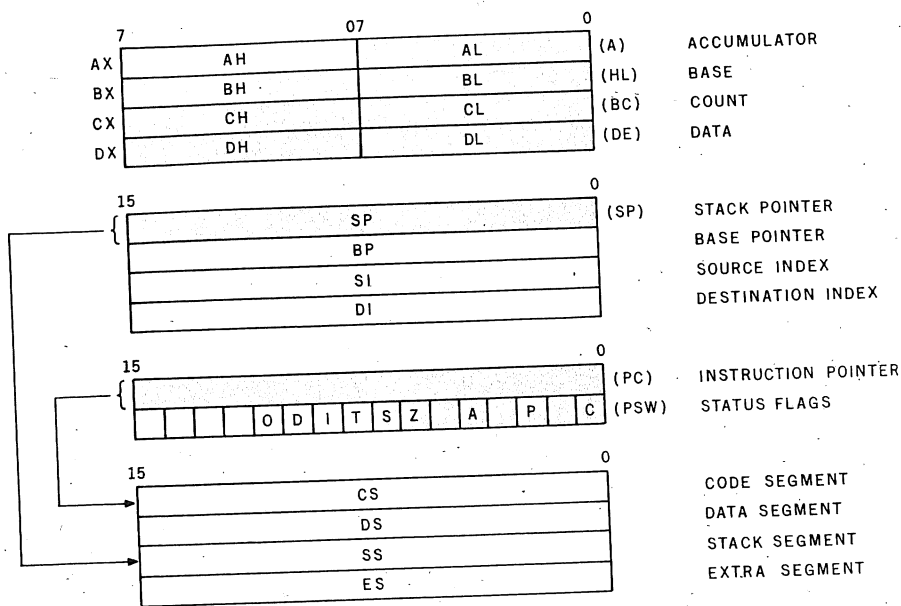 7 07 0
AX AH AL (A) ACCUMULATOR
BX BH BL (HL) BASE
CX CH CL (BC) COUNT
DX DH DL (DE) DATA
15 0
SP (SP) STACK POINTER
BP BASE POINTER
SI SOURCE INDEX
DI DESTINATION INDEX
15 0
(PC) INSTRUCTION POINTER
O D I T S Z A P C (PSW) STATUS FLAGS
15 0
CS CODE SEGMENT
DS DATA SEGMENT
SS STACK SEGMENT
ES EXTRA SEGMENT